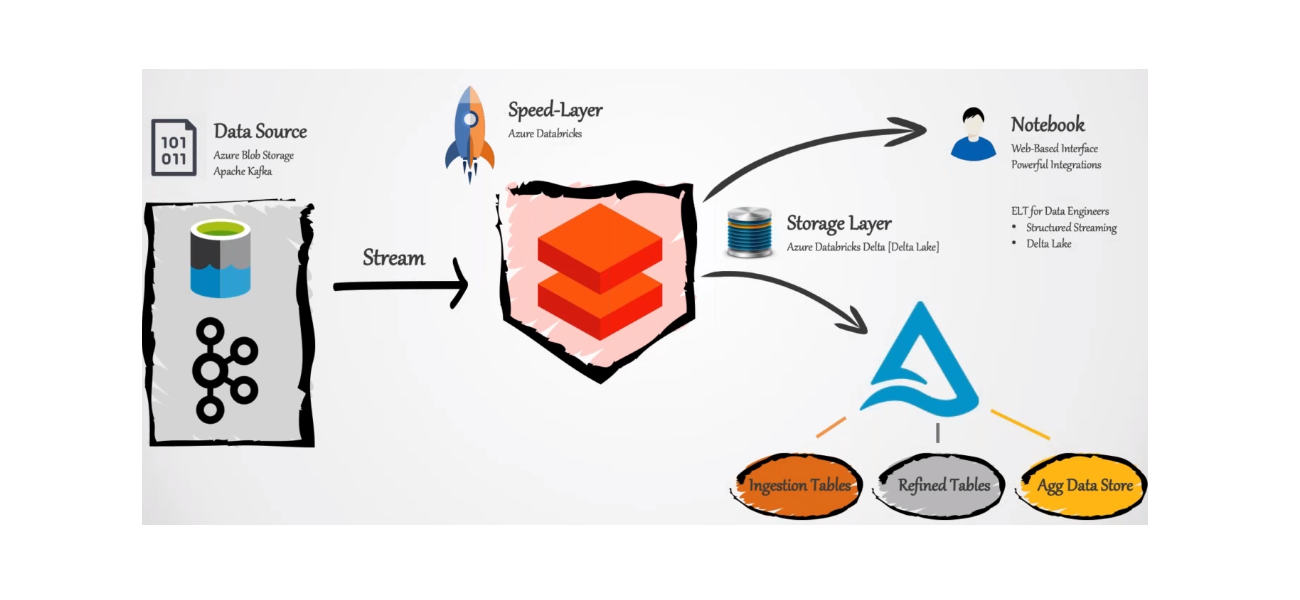 101
011
Data Source
Azure Blob Storage
Apache Kafka
Stream
Speed-Layer
Azure Databricks
Storage Layer
Azure Databricks Delta [Delta Lake]
Notebook
Web-Based Interface
Powerful Integrations
ELT for Data Engineers
• Structured Streaming
• Delta Lake
Ingestion Tables
Refined Tables
Agg Data Store